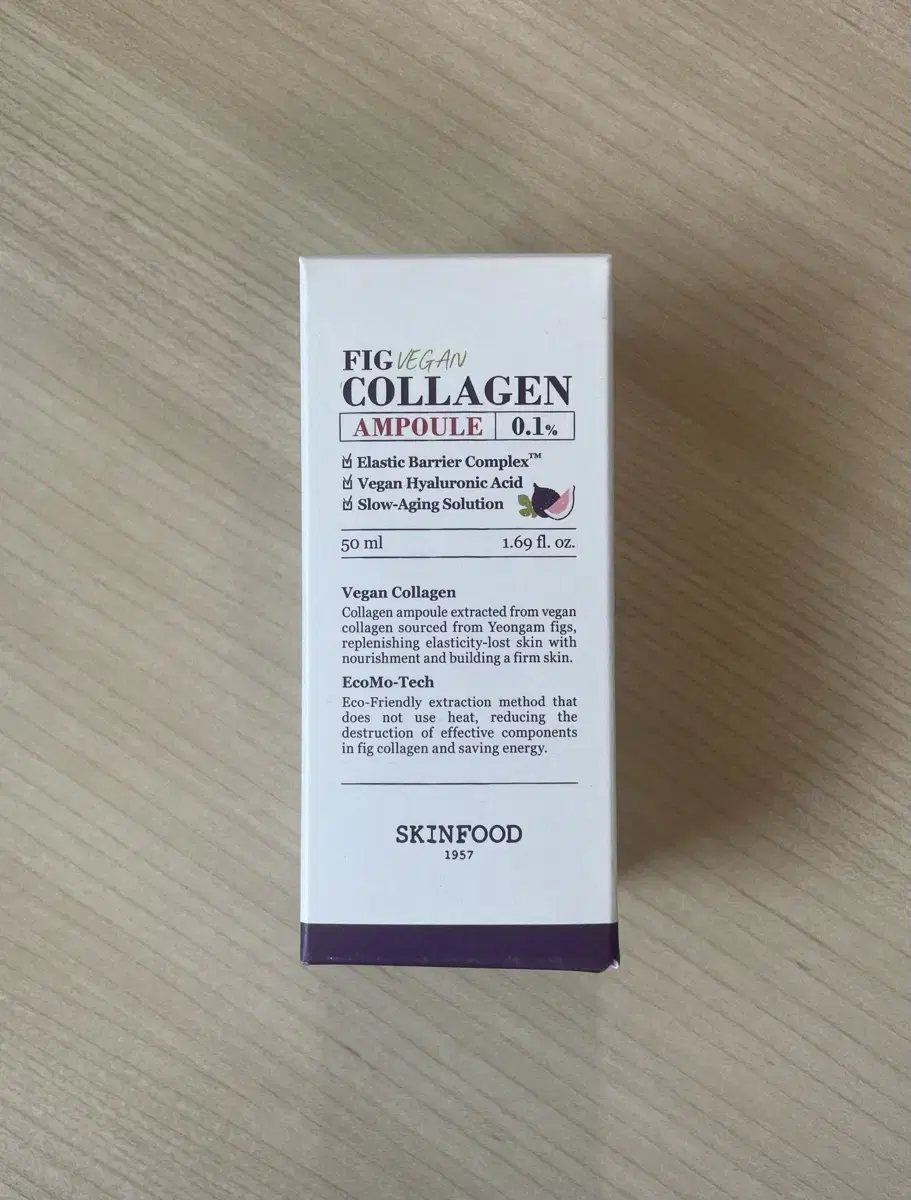 FIG VEGAN
COLLAGEN
AMPOULE 0.1%
Elastic Barrier Complex™
Vegan Hyaluronic Acid
Slow-Aging Solution
50 ml 1.69 fl. oz.
Vegan Collagen
Collagen ampoule extracted from vegan
collagen sourced from Yeongam figs,
replenishing elasticity-lost skin with
nourishment and building a firm skin.
EcoMo-Tech
Eco-Friendly extraction method that
does not use heat, reducing the
destruction of effective components
in fig collagen and saving energy.
SKINFOOD
1957